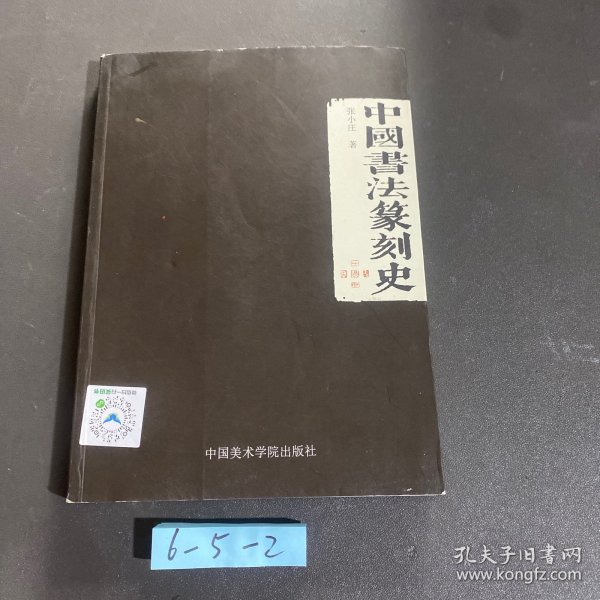 中國書法篆刻史
张小庄 著
中国美术学院出版社
6-5-2
孔夫子旧书网
www.kongfz.com